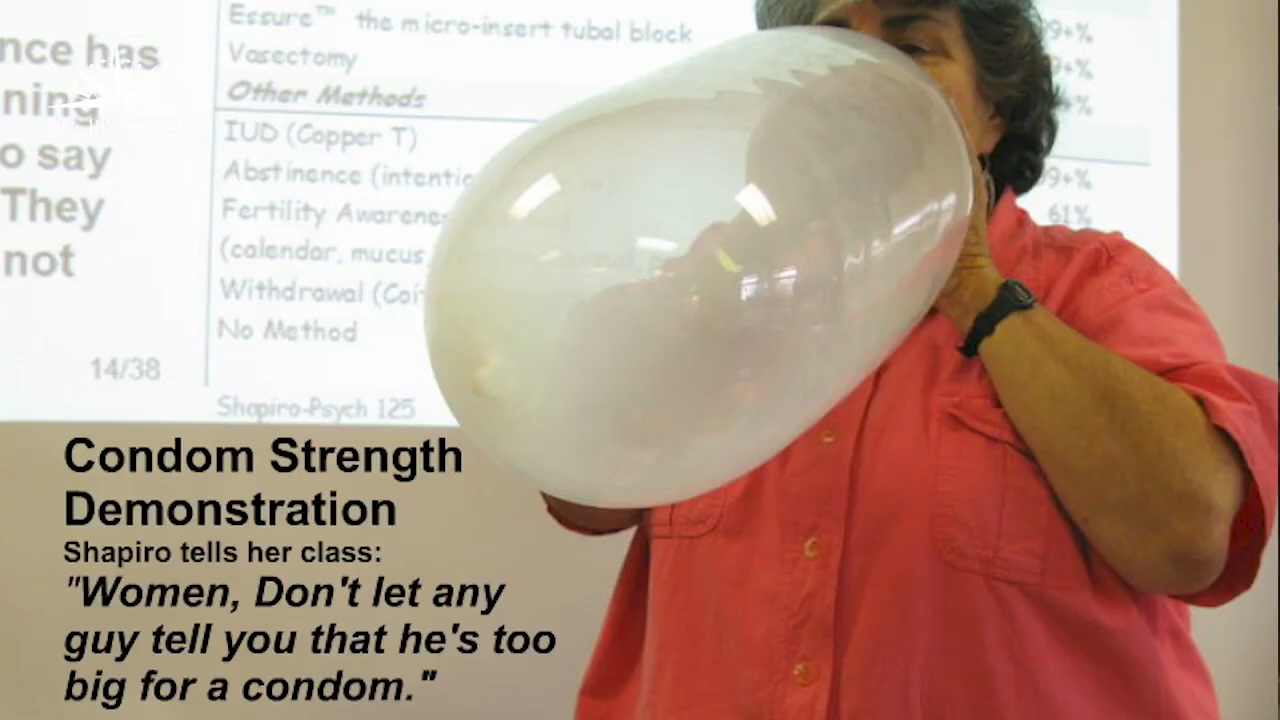 nce has
ning
o say
They
not
14/38
Essure™ the micro-insert tubal block
Vasectomy
Other Methods
IUD (Copper T)
Abstinence (intentio
Fertility Awarenes
(calendar, mucus
Withdrawal (Coi
No Method
Shapiro-Psych 125
9+%
+%
%
9+%
61%
Condom Strength
Demonstration
Shapiro tells her class:
"Women, Don't let any
guy tell you that he's too
big for a condom."